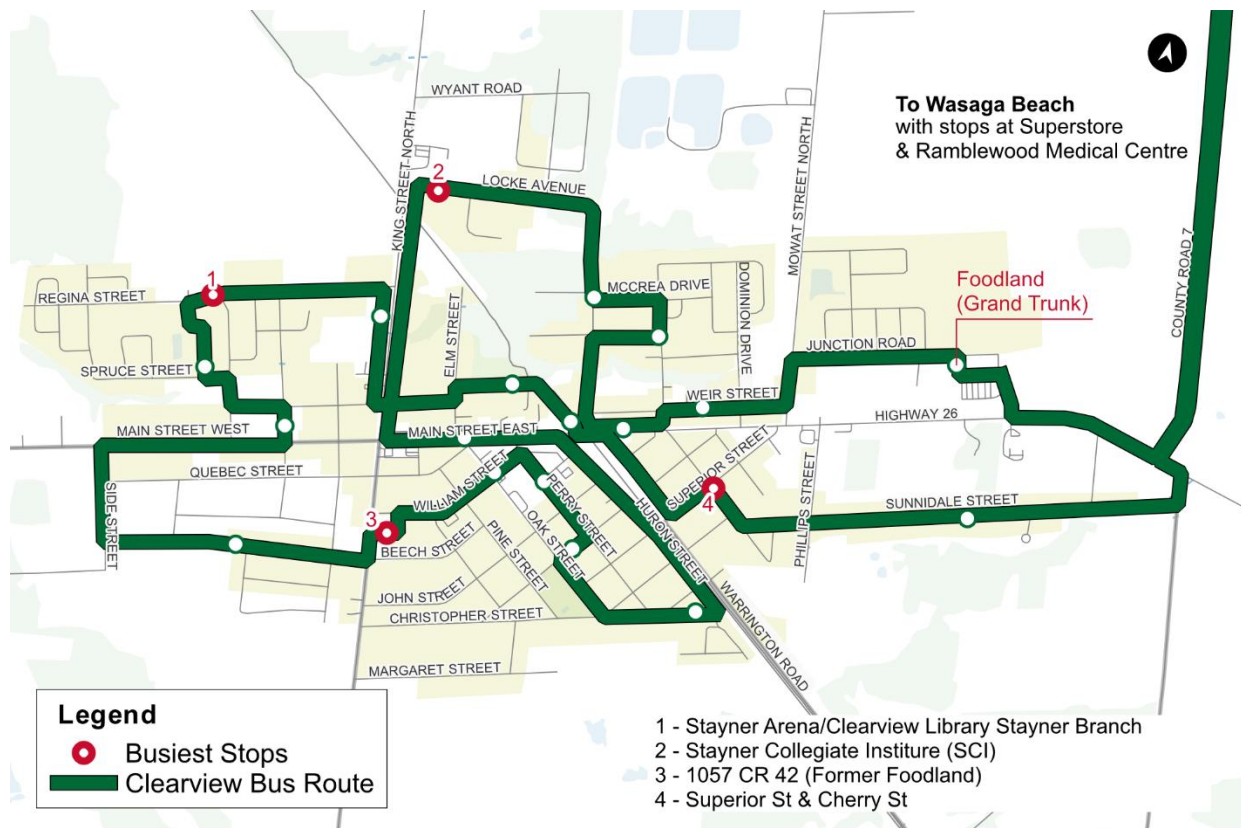 WYANT ROAD
To Wasaga Beach
with stops at Superstore
& Ramblewood Medical Centre
KING STREET NORTH
2
LOCKE AVENUE
MOWAT STREET NORTH
COUNTY ROAD 7
1
REGINA STREET
MCCREA DRIVE
DOMINION DRIVE
Foodland
(Grand Trunk)
ELM STREET
JUNCTION ROAD
SPRUCE STREET
WEIR STREET
HIGHWAY 26
MAIN STREET WEST
MAIN STREET EAST
QUEBEC STREET
SUPERIOR STREET
SIDE STREET
WILLIAM STREET
PERRY STREET
HURON STREET
4
PHILLIPS STREET
SUNNIDALE STREET
3
BEECH STREET
PINE STREET
OAK STREET
JOHN STREET
CHRISTOPHER STREET
WARRINGTON ROAD
MARGARET STREET
Legend
Busiest Stops
Clearview Bus Route
1 - Stayner Arena/Clearview Library Stayner Branch
2 - Stayner Collegiate Institure (SCI)
3 - 1057 CR 42 (Former Foodland)
4 - Superior St & Cherry St